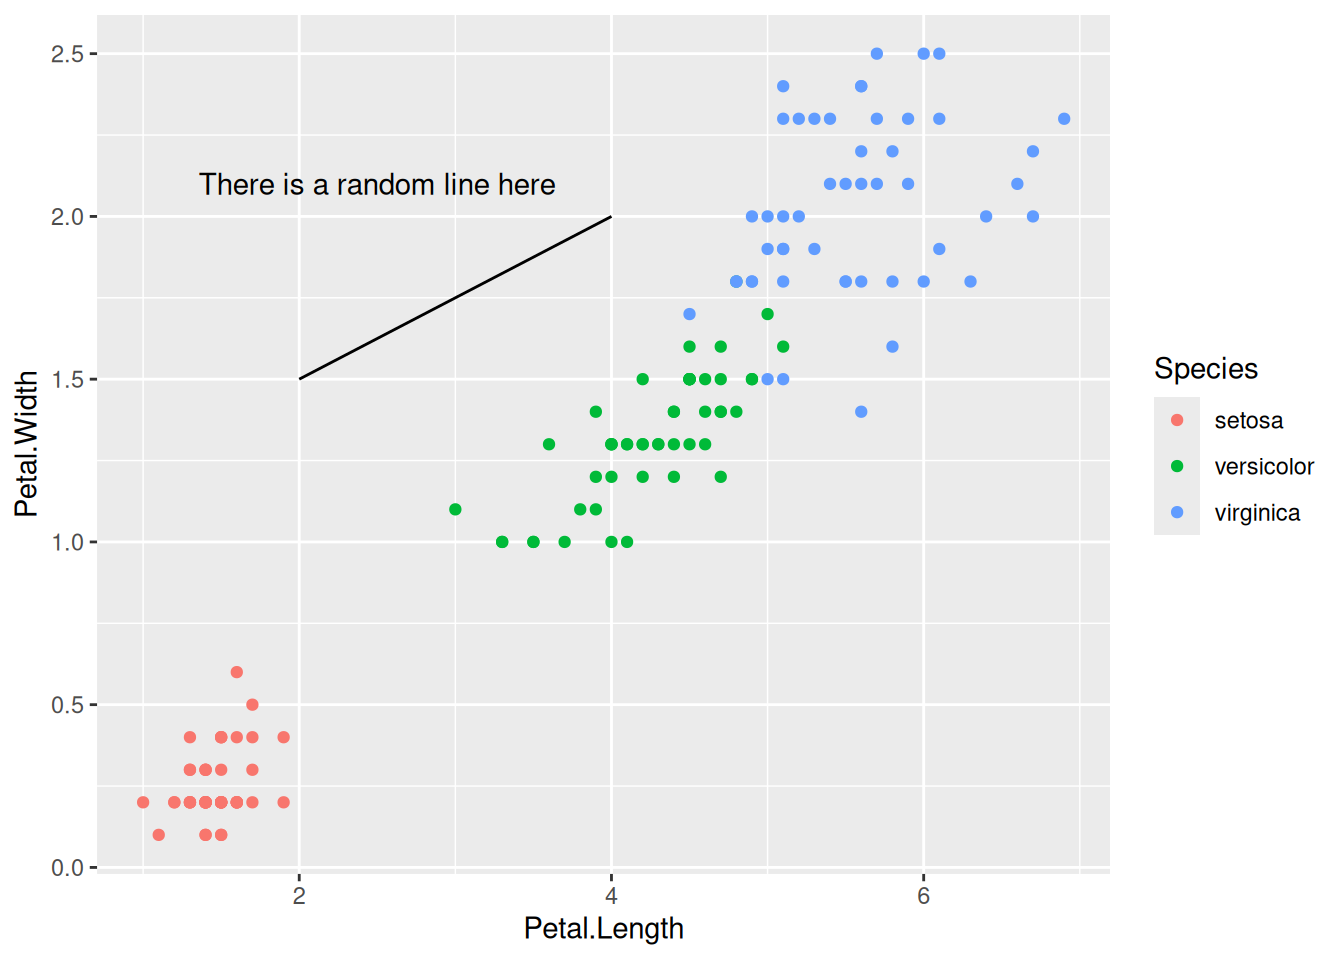 2.5
2.0
1.5
1.0
0.5
0.0
Petal.Width
There is a random line here
2 4 6
Petal.Length
Species
setosa
versicolor
virginica